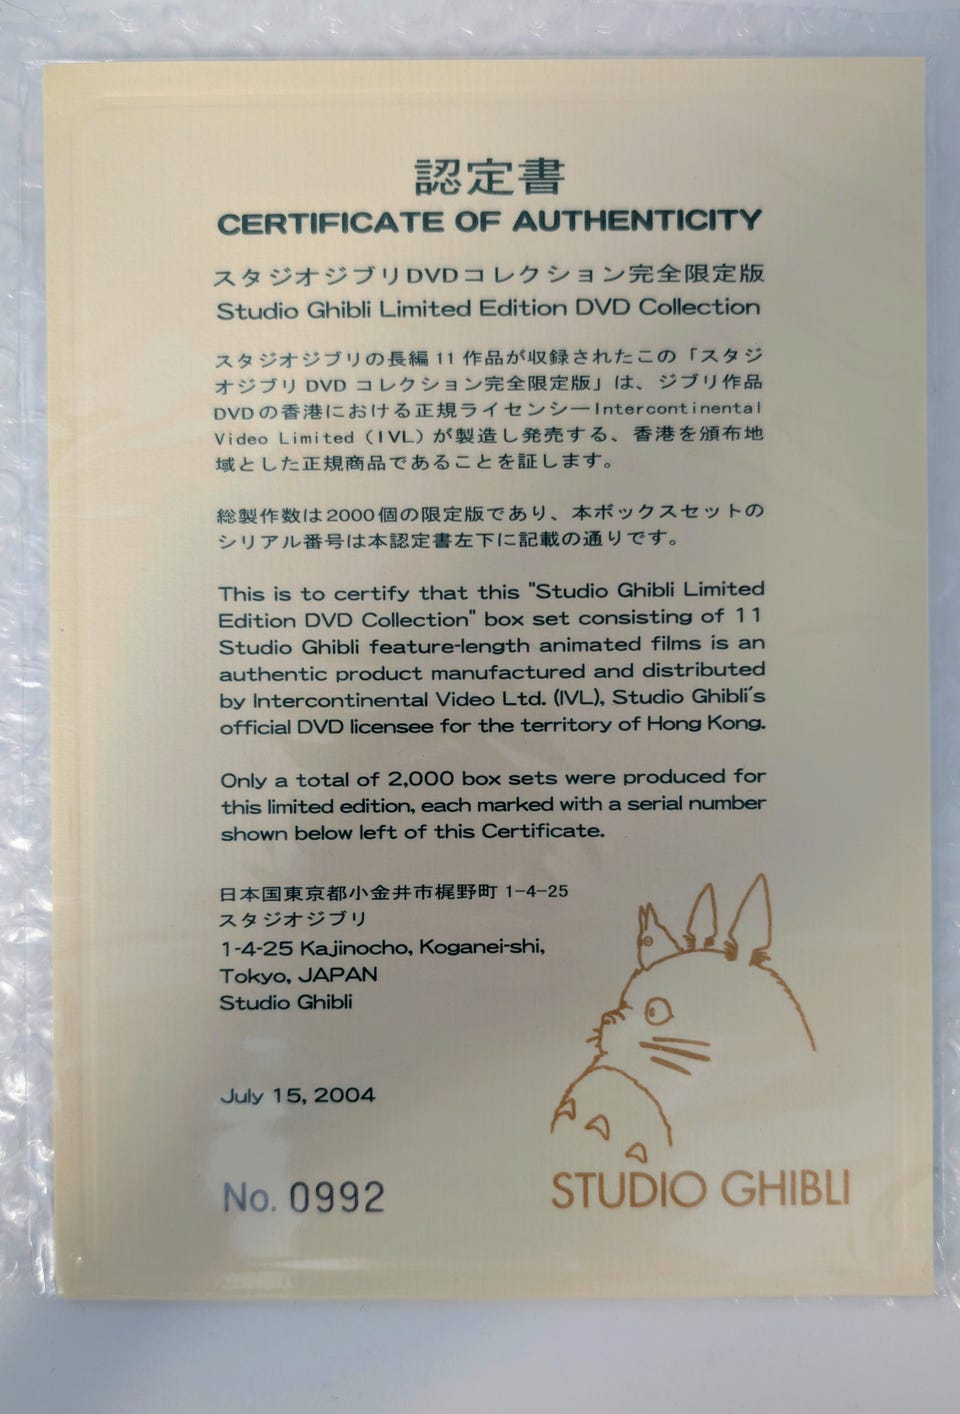 認定書
CERTIFICATE OF AUTHENTICITY
スタジオジブリDVDコレクション完全限定版
Studio Ghibli Limited Edition DVD Collection
スタジオジブリの長編11作品が収録されたこの「スタジ
オジブリDVD コレクション完全限定版」は、ジブリ作品
DVDの香港における正規ライセンシーIntercontinental
Video Limited（IVL）が製造し発売する、香港を頒布地
域とした正規商品であることを証します。
総製作数は2000個の限定版であり、本ボックスセットの
シリアル番号は本認定書左下に記載の通りです。
This is to certify that this "Studio Ghibli Limited
Edition DVD Collection" box set consisting of 11
Studio Ghibli feature-length animated films is an
authentic product manufactured and distributed
by Intercontinental Video Ltd. (IVL), Studio Ghibli's
official DVD licensee for the territory of Hong Kong.
Only a total of 2,000 box sets were produced for
this limited edition, each marked with a serial number
shown below left of this Certificate.
日本国東京都小金井市梶野町 1-4-25
スタジオジブリ
1-4-25 Kajinocho, Koganei-shi,
Tokyo, JAPAN
Studio Ghibli
July 15, 2004
No. 0992
STUDIO GHIBLI